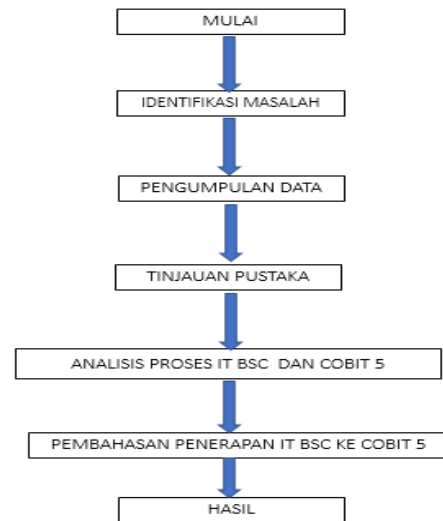 MULAI
IDENTIFIKASI MASALAH
PENGUMPULAN DATA
TINJAUAN PUSTAKA
ANALISIS PROSES IT BSC DAN COBIT 5
PEMBAHASAN PENERAPAN IT BSC KE COBIT 5
HASIL